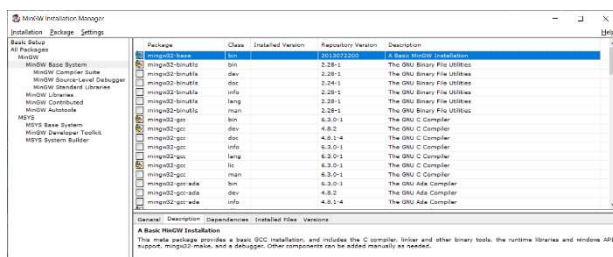 MinGW Installation Manager
Installation Package Settings Help
Basic Setup
All Packages
MinGW
MinGW Base System
MinGW Compiler Suite
MinGW Source-Level Debugger
MinGW Standard Libraries
MinGW Libraries
MinGW Contributed
MinGW Autotools
MSYS
MSYS Base System
MinGW Developer Toolkit
MSYS System Builder
Package Class Installed Version Repository Version Description
mingw32-base bin 2013072200 A Basic MinGW Installation
mingw32-binutils bin 2.28-1 The GNU Binary File Utilities
mingw32-binutils dev 2.28-1 The GNU Binary File Utilities
mingw32-binutils doc 2.24-1 The GNU Binary File Utilities
mingw32-binutils info 2.28-1 The GNU Binary File Utilities
mingw32-binutils lang 2.28-1 The GNU Binary File Utilities
mingw32-binutils man 2.28-1 The GNU Binary File Utilities
mingw32-gcc bin 6.3.0-1 The GNU C Compiler
mingw32-gcc dev 4.8.2 The GNU C Compiler
mingw32-gcc doc 4.8.1-4 The GNU C Compiler
mingw32-gcc info 6.3.0-1 The GNU C Compiler
mingw32-gcc lang 6.3.0-1 The GNU C Compiler
mingw32-gcc lic 6.3.0-1 The GNU C Compiler
mingw32-gcc man 6.3.0-1 The GNU C Compiler
mingw32-gcc-ada bin 6.3.0-1 The GNU Ada Compiler
mingw32-gcc-ada dev 4.8.2 The GNU Ada Compiler
mingw32-gcc-ada info 4.8.1-4 The GNU Ada Compiler
General Description Dependencies Installed Files Versions
A Basic MinGW Installation
This meta package provides a basic GCC installation, and includes the C compiler, linker and other binary tools, the runtime libraries and windows API
support, mingw32-make, and a debugger. Other components can be added manually as needed.